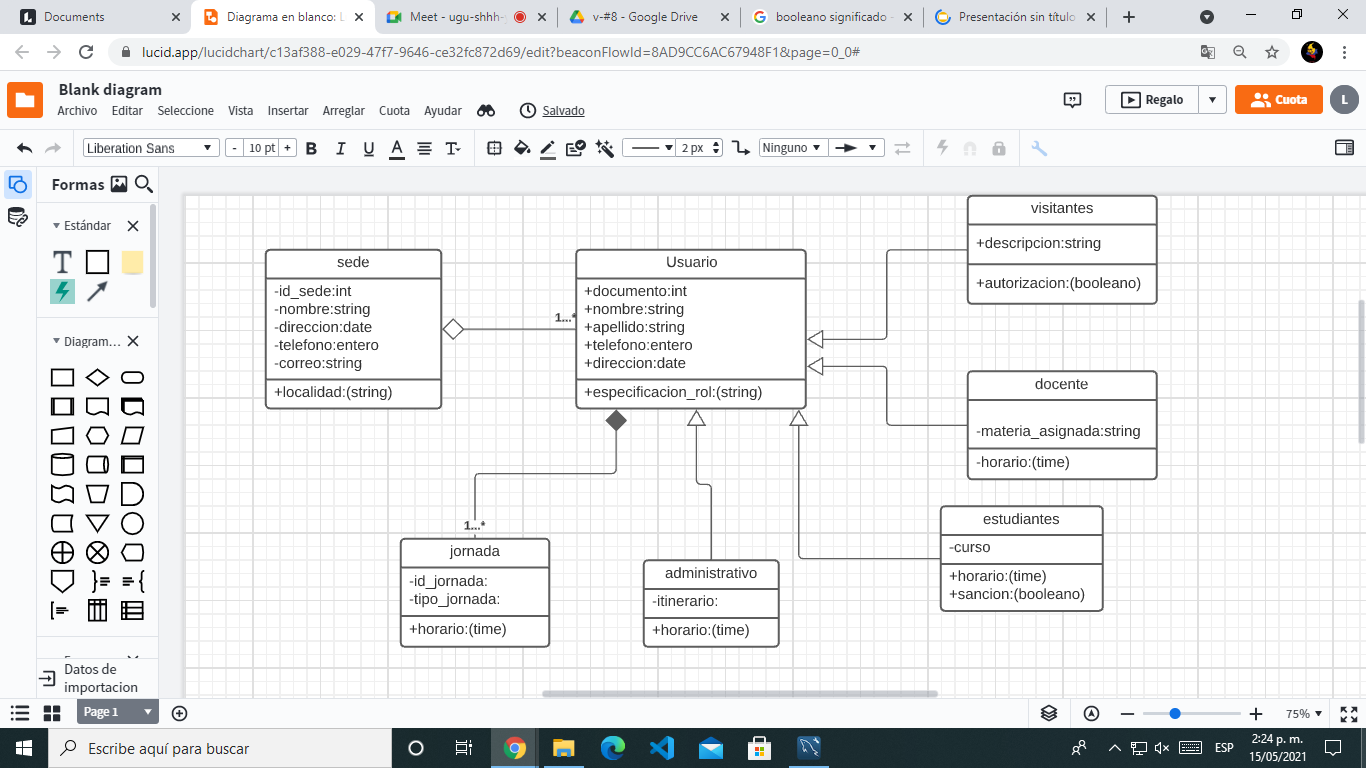 Documents
Diagrama en blanco: L
Meet - ugu-shhh-
v-#8 - Google Drive
booleano significado -
Presentación sin título
lucid.app/lucidchart/c13af388-e029-47f7-9646-ce32fc872d69/edit?beaconFlowId=8AD9CC6AC67948F1&page=0_0#
Blank diagram
Archivo Editar Seleccione Vista Insertar Arreglar Cuota Ayudar Salvado
Regalo
Cuota
L
Liberation Sans - 10 pt + B I U A T 2 px Ninguno
Formas
Estándar
T
Diagram...
Datos de
importacion
sede
-id_sede:int
-nombre:string
-direccion:date
-telefono:entero
-correo:string
+localidad:(string)
1...*
Usuario
+documento:int
+nombre:string
+apellido:string
+telefono:entero
+direccion:date
+especificacion_rol:(string)
visitantes
+descripcion:string
+autorizacion:(booleano)
docente
-materia_asignada:string
-horario:(time)
estudiantes
-curso
+horario:(time)
+sancion:(booleano)
1...*
jornada
-id_jornada:
-tipo_jornada:
+horario:(time)
administrativo
-itinerario:
+horario:(time)
Page 1
75%
Escribe aquí para buscar
ESP
2:24 p. m.
15/05/2021